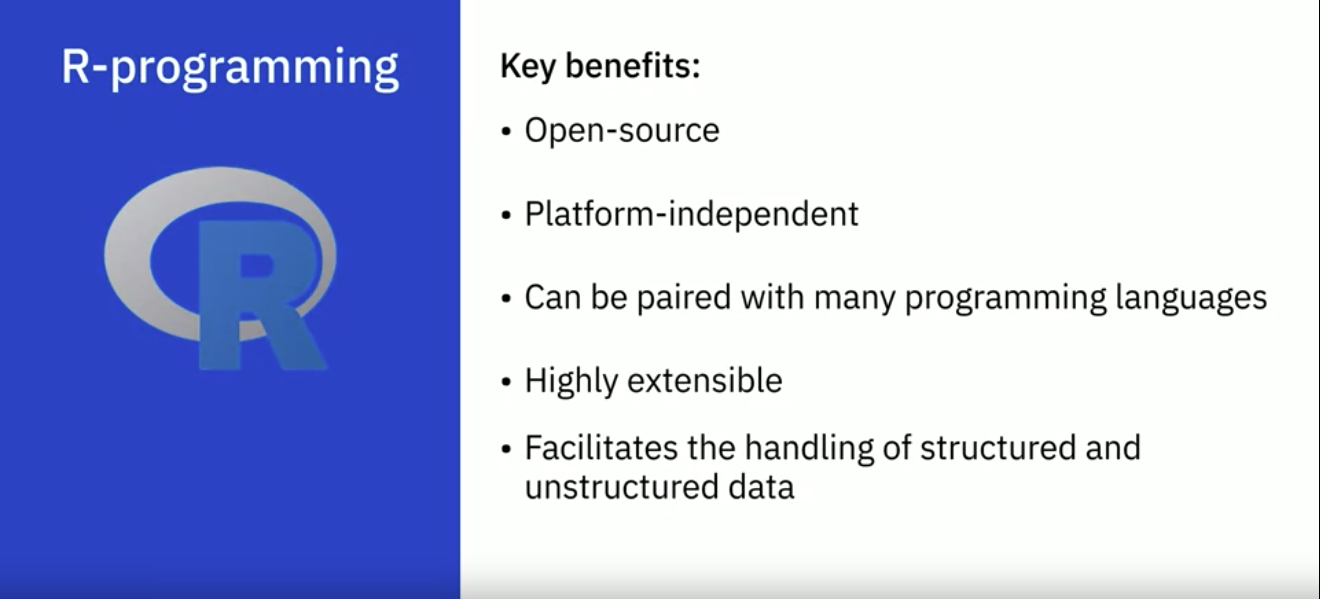 R-programming
R
Key benefits:
• Open-source
• Platform-independent
• Can be paired with many programming languages
• Highly extensible
• Facilitates the handling of structured and
unstructured data